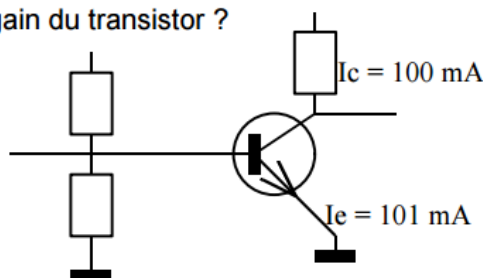 gain du transistor ?
Ic = 100 mA
Ie = 101 mA